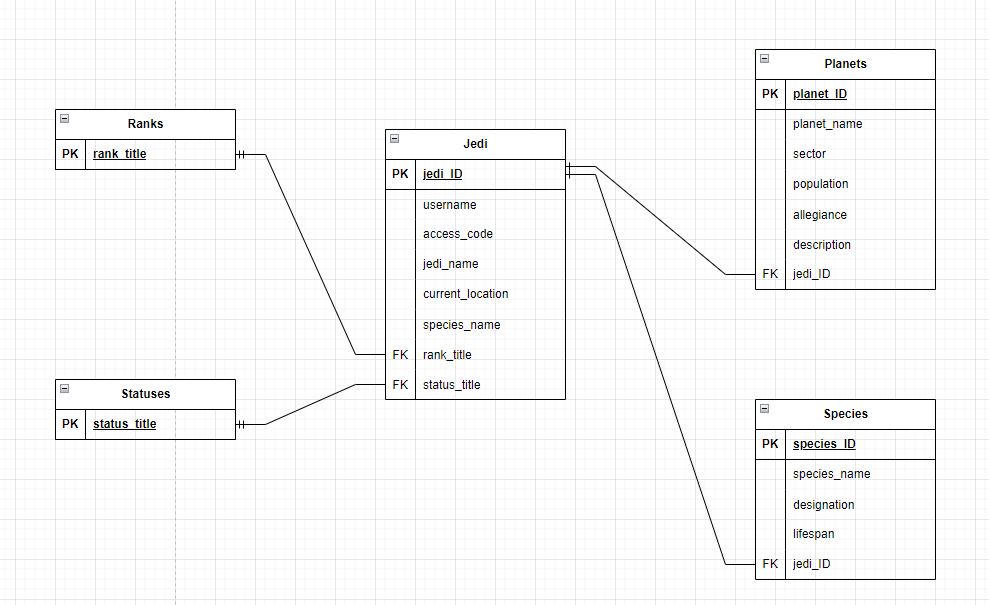 Ranks
PK rank_title
Statuses
PK status_title
Jedi
PK jedi_ID
username
access_code
jedi_name
current_location
species_name
FK rank_title
FK status_title
Planets
PK planet_ID
planet_name
sector
population
allegiance
description
FK jedi_ID
Species
PK species_ID
species_name
designation
lifespan
FK jedi_ID